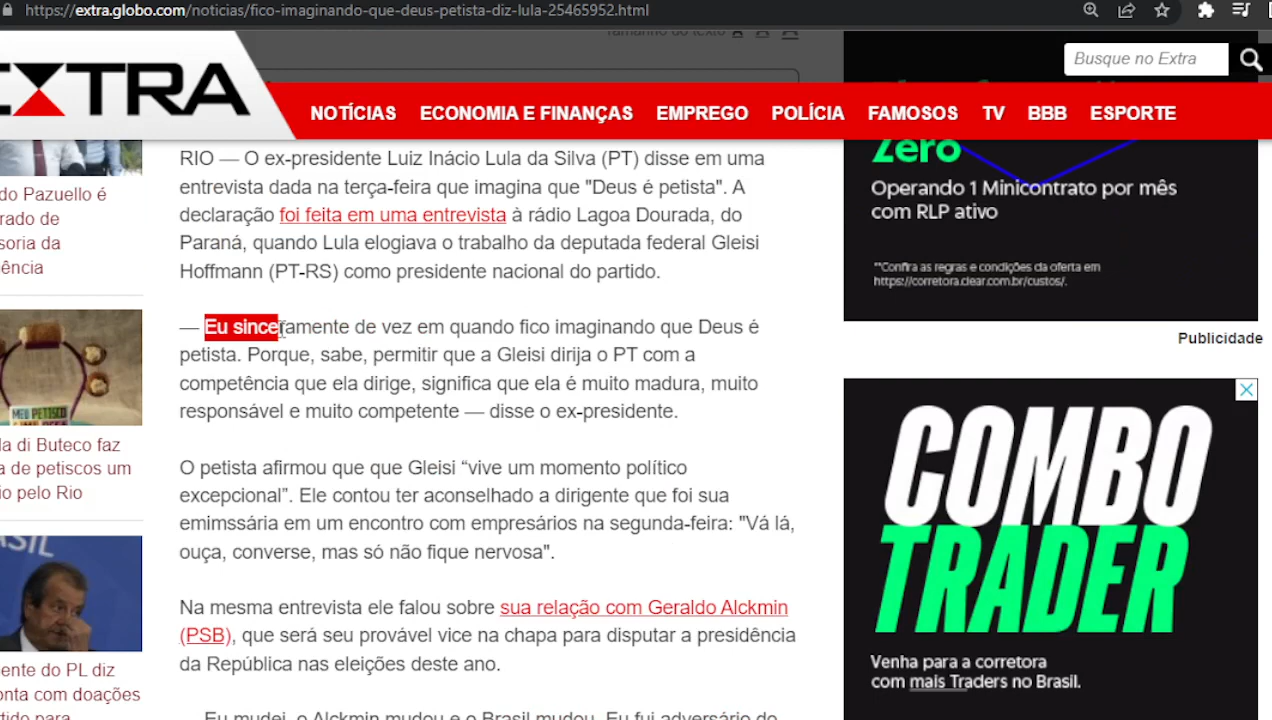 https://extra.globo.com/noticias/fico-imaginando-que-deus-petista-diz-lula-25465952.html
EXTRA
Busque no Extra
NOTÍCIAS ECONOMIA E FINANÇAS EMPREGO POLÍCIA FAMOSOS TV BBB ESPORTE
do Pazuello é
rado de
soria da
ência
MEU PETISCO
la di Buteco faz
a de petiscos um
io pelo Rio
ASIL
ente do PL diz
onta com doações
rtido para
Tamanho do texto A A A
RIO — O ex-presidente Luiz Inácio Lula da Silva (PT) disse em uma
entrevista dada na terça-feira que imagina que "Deus é petista". A
declaração foi feita em uma entrevista à rádio Lagoa Dourada, do
Paraná, quando Lula elogiava o trabalho da deputada federal Gleisi
Hoffmann (PT-RS) como presidente nacional do partido.
— Eu sinceramente de vez em quando fico imaginando que Deus é
petista. Porque, sabe, permitir que a Gleisi dirija o PT com a
competência que ela dirige, significa que ela é muito madura, muito
responsável e muito competente — disse o ex-presidente.
O petista afirmou que que Gleisi “vive um momento político
excepcional”. Ele contou ter aconselhado a dirigente que foi sua
emimssária em um encontro com empresários na segunda-feira: "Vá lá,
ouça, converse, mas só não fique nervosa".
Na mesma entrevista ele falou sobre sua relação com Geraldo Alckmin
(PSB), que será seu provável vice na chapa para disputar a presidência
da República nas eleições deste ano.
— Eu mudei, o Alckmin mudou e o Brasil mudou. Eu fui adversário do
Zero
Operando 1 Minicontrato por mês
com RLP ativo
**Confira as regras e condições da oferta em
https://corretora.clear.com.br/custos/.
Publicidade
COMBO
TRADER
Venha para a corretora
com mais Traders no Brasil.